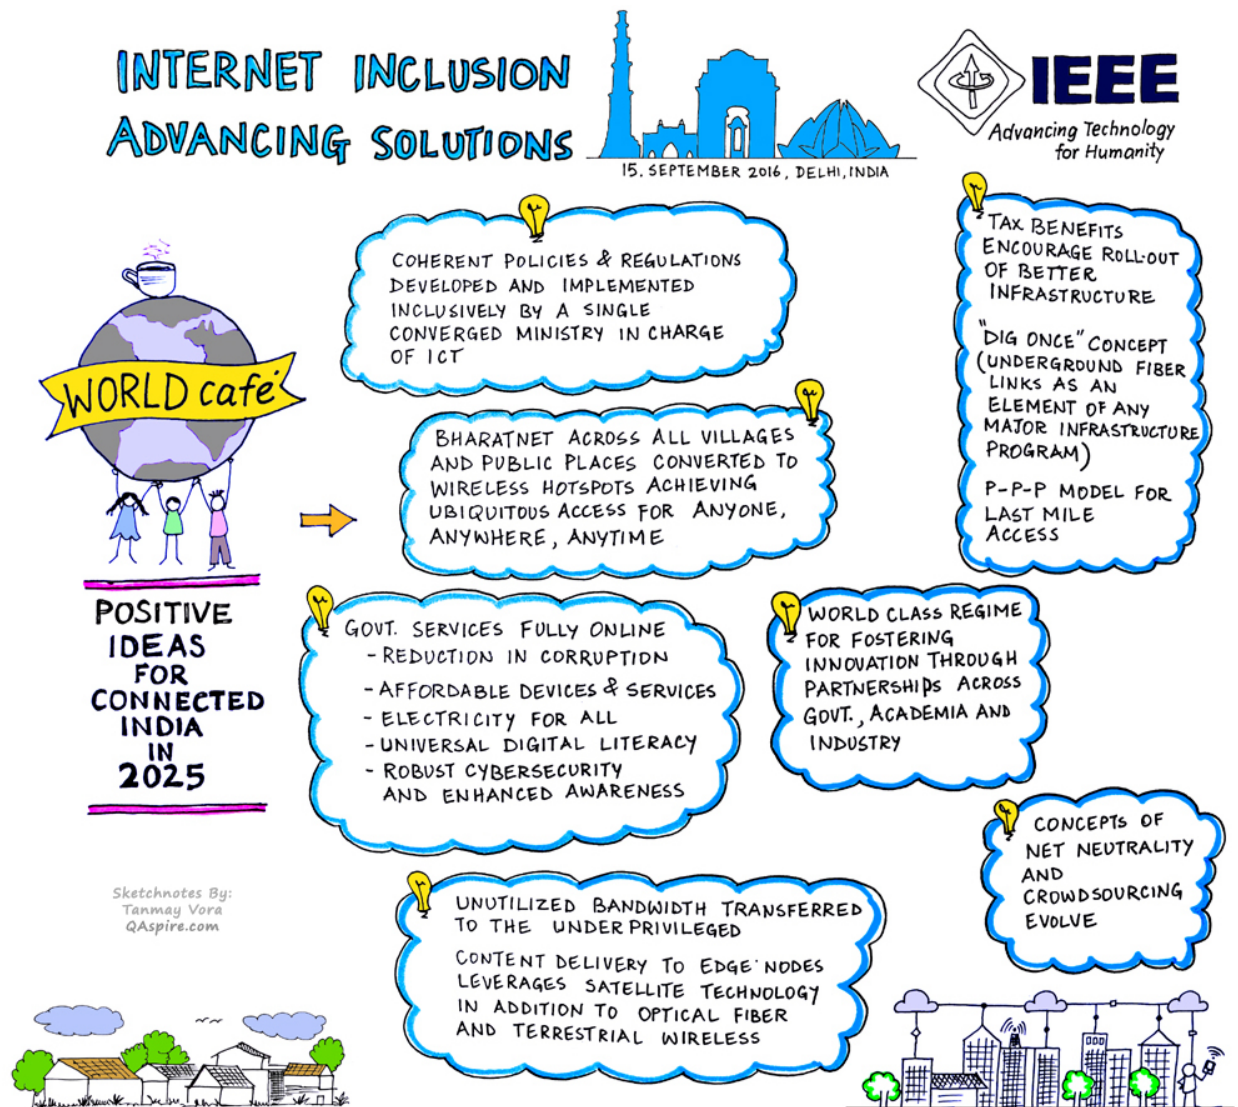 INTERNET INCLUSION
ADVANCING SOLUTIONS
15. SEPTEMBER 2016, DELHI, INDIA
IEEE
Advancing Technology
for Humanity
WORLD café
POSITIVE
IDEAS
FOR
CONNECTED
INDIA
IN
2025
COHERENT POLICIES & REGULATIONS
DEVELOPED AND IMPLEMENTED
INCLUSIVELY BY A SINGLE
CONVERGED MINISTRY IN CHARGE
OF ICT
BHARATNET ACROSS ALL VILLAGES
AND PUBLIC PLACES CONVERTED TO
WIRELESS HOTSPOTS ACHIEVING
UBIQUITOUS ACCESS FOR ANYONE,
ANYWHERE, ANYTIME
TAX BENEFITS
ENCOURAGE ROLL-OUT
OF BETTER
INFRASTRUCTURE
"DIG ONCE" CONCEPT
(UNDERGROUND FIBER
LINKS AS AN
ELEMENT OF ANY
MAJOR INFRASTRUCTURE
PROGRAM)
P-P-P MODEL FOR
LAST MILE
ACCESS
GOVT. SERVICES FULLY ONLINE
- REDUCTION IN CORRUPTION
- AFFORDABLE DEVICES & SERVICES
- ELECTRICITY FOR ALL
- UNIVERSAL DIGITAL LITERACY
- ROBUST CYBERSECURITY
AND ENHANCED AWARENESS
WORLD CLASS REGIME
FOR FOSTERING
INNOVATION THROUGH
PARTNERSHIPS ACROSS
GOVT., ACADEMIA AND
INDUSTRY
CONCEPTS OF
NET NEUTRALITY
AND
CROWDSOURCING
EVOLVE
UNUTILIZED BANDWIDTH TRANSFERRED
TO THE UNDERPRIVILEGED
CONTENT DELIVERY TO EDGE NODES
LEVERAGES SATELLITE TECHNOLOGY
IN ADDITION TO OPTICAL FIBER
AND TERRESTRIAL WIRELESS
Sketchnotes By:
Tanmay Vora
QAspire.com